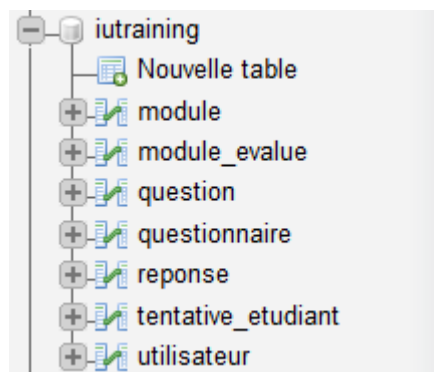 iutraining
Nouvelle table
module
module_evalue
question
questionnaire
reponse
tentative_etudiant
utilisateur